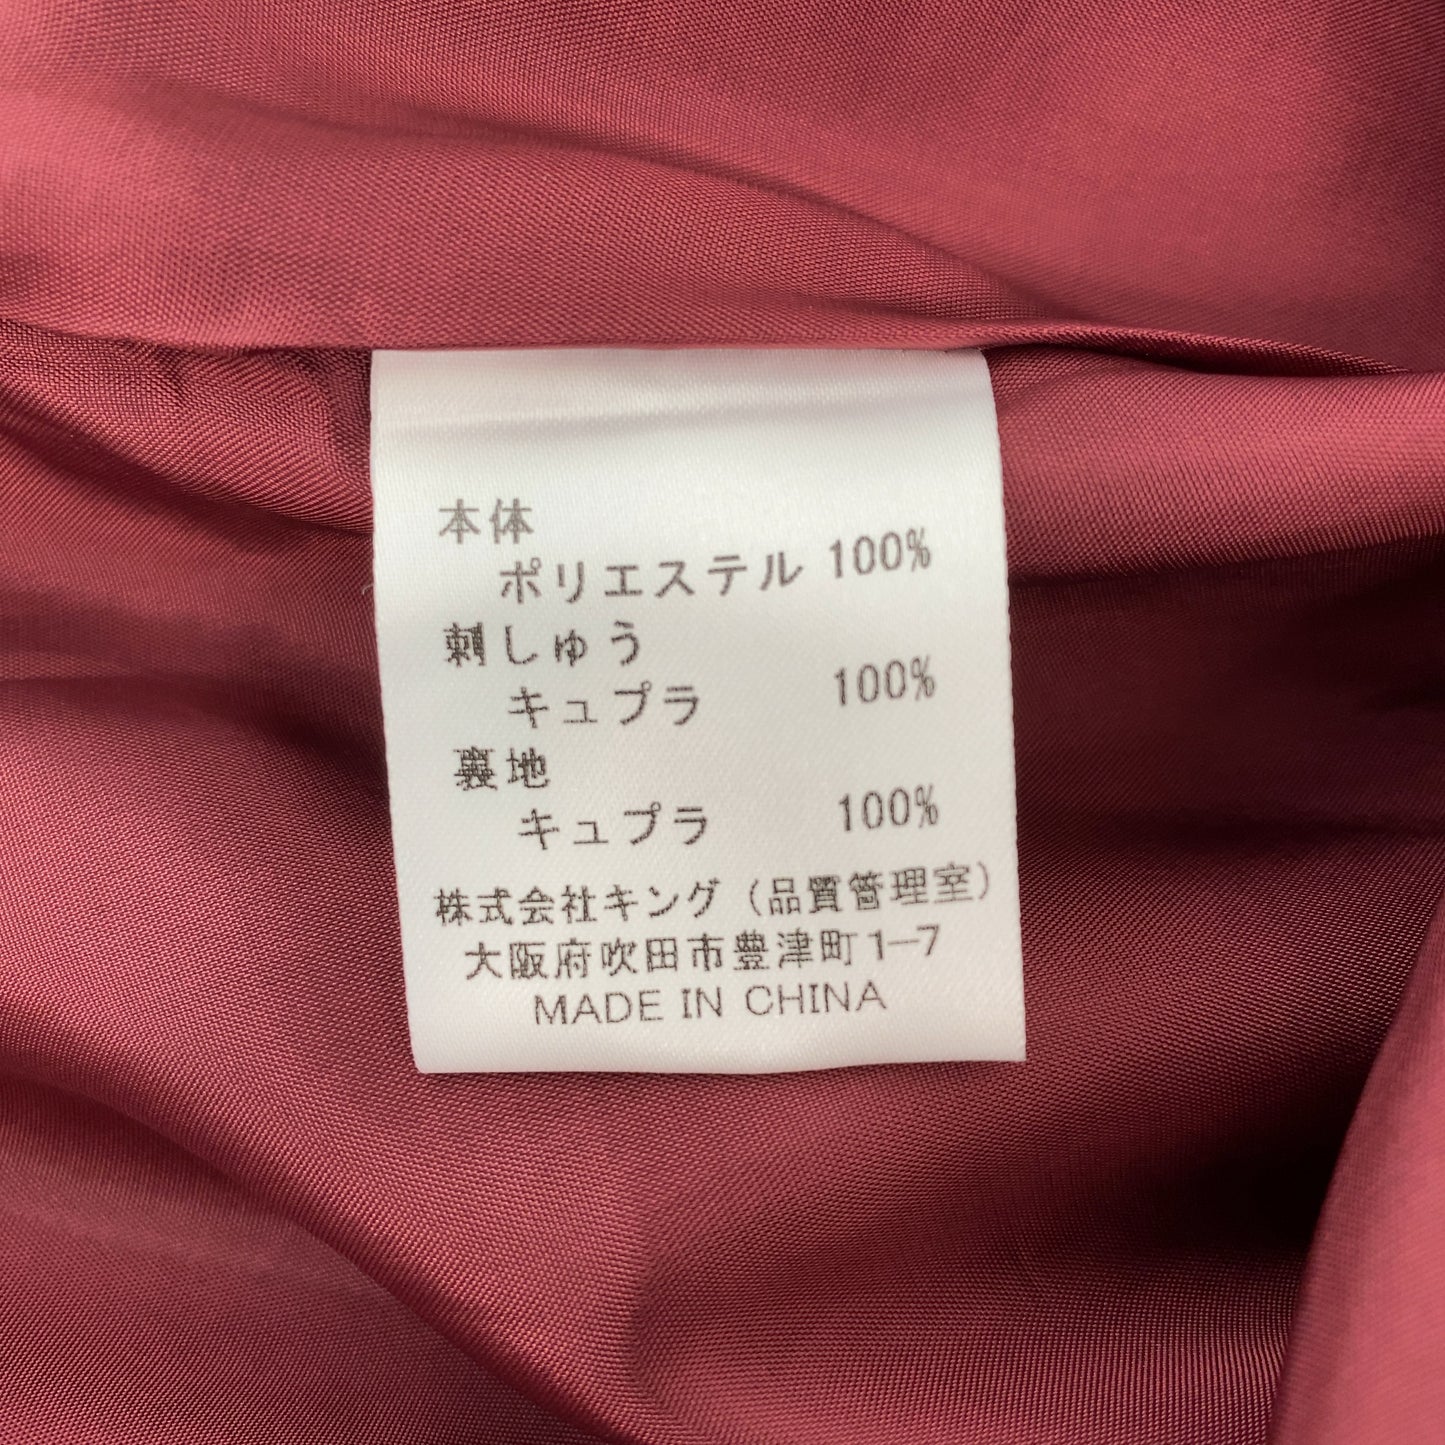 本体
ポリエステル 100%
刺しゅう
キュプラ 100%
裏地
キュプラ 100%
株式会社キング (品質管理室)
大阪府吹田市豊津町1-7
MADE IN CHINA